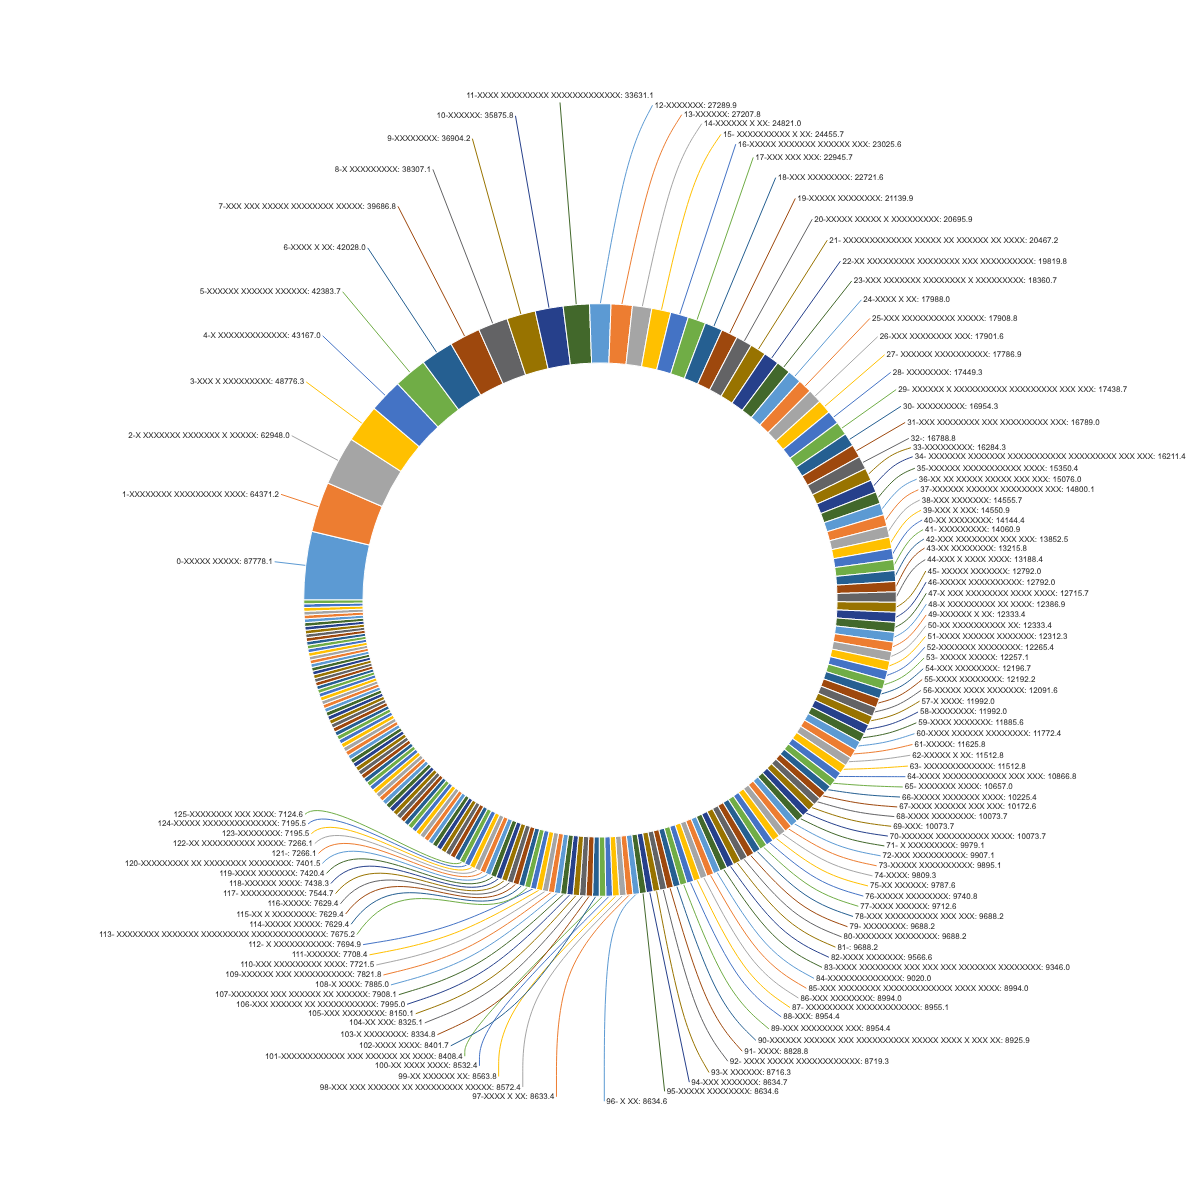 0-XXXXX XXXXX: 87778.1
1-XXXXXXXX XXXXXXXXX XXXX: 64371.2
2-X XXXXXXX XXXXXXX X XXXXX: 62948.0
3-XXX X XXXXXXXXX: 48776.3
4-X XXXXXXXXXXXXX: 43167.0
5-XXXXXX XXXXXX XXXXXX: 42383.7
6-XXXX X XX: 42028.0
7-XXX XXX XXXXX XXXXXXXX XXXXX: 39686.8
8-X XXXXXXXXX: 38307.1
9-XXXXXXXX: 36904.2
10-XXXXXX: 35875.8
11-XXXX XXXXXXXXX XXXXXXXXXXXXX: 33631.1
12-XXXXXXX: 27289.9
13-XXXXXX: 27207.8
14-XXXXXX X XX: 24821.0
15- XXXXXXXXXX X XX: 24455.7
16-XXXXX XXXXXXX XXXXXX XXX: 23025.6
17-XXX XXX XXX: 22945.7
18-XXX XXXXXXXX: 22721.6
19-XXXXX XXXXXXXX: 21139.9
20-XXXXX XXXXX X XXXXXXXXX: 20695.9
21- XXXXXXXXXXXXX XXXXX XX XXXXXX XX XXXX: 20467.2
22-XX XXXXXXXXX XXXXXXXX XXX XXXXXXXXXX: 19819.8
23-XXX XXXXXXX XXXXXXXX X XXXXXXXXX: 18360.7
24-XXXX X XX: 17988.0
25-XXX XXXXXXXXXX XXXXX: 17908.8
26-XXX XXXXXXXXX: 17901.6
27- XXXXXX XXXXXXXXXX: 17786.9
28- XXXXXXXX: 17449.3
29- XXXXXX X XXXXXXXXXX XXXXXXXXX XXX XXX: 17438.7
30- XXXXXXXXX: 16954.3
31-XXX XXXXXXXXX XXX XXXXXXXXX XXX: 16789.0
32-: 16788.8
33-XXXXXXXXX: 16284.3
34- XXXXXXX XXXXXXX XXXXXXXXXXX XXXXXXXXX XXX XXX: 16211.4
35-XXXXXX XXXXXXXXXXX XXXX: 15350.4
36-XX XX XXXXX XXXXX XXX XXX: 15076.0
37-XXXXXX XXXXXX XXXXXXXX XXX: 14800.1
38-XXX XXXXXXX: 14555.7
39-XXX X XXX: 14550.9
40-XX XXXXXXXX: 14144.4
41- XXXXXXXXX: 14060.9
42-XXX XXXXXXXX XXX XXX: 13852.5
43-XX XXXXXXXX: 13215.8
44-XXX X XXXX XXXX: 13188.4
45- XXXXX XXXXXXX: 12792.0
46-XXXXX XXXXXXXXXX: 12792.0
47-X XXX XXXXXXXX XXXX XXXX: 12715.7
48-X XXXXXXXXX XX XXXX: 12386.9
49-XXXXXX X XX: 12333.4
50-XX XXXXXXXXXX XX: 12333.4
51-XXXX XXXXXX XXXXXXX: 12312.3
52-XXXXXXX XXXXXXXX: 12265.4
53- XXXXX XXXXX: 12257.1
54-XXX XXXXXXX: 12196.7
55-XXXX XXXXXXXX: 12192.2
56-XXXXX XXXX XXXXXXX: 12091.6
57-X XXXX: 11992.0
58-XXXXXXXX: 11992.0
59-XXXX XXXXXXX: 11885.6
60-XXXX XXXXXX XXXXXXXX: 11772.4
61-XXXXX: 11625.8
62-XXXXX X XX: 11512.8
63- XXXXXXXXXXXXX: 11512.8
64-XXXX XXXXXXXXXXXX XXX XXX: 10866.8
65- XXXXXXX XXXX: 10657.0
66-XXXXX XXXXXXX XXXX: 10225.4
67-XXXX XXXXXX XXX XXX: 10172.6
68-XXXX XXXXXXXX: 10073.7
69-XXX: 10073.7
70-XXXXXX XXXXXXXXXXX XXXX: 10073.7
71- X XXXXXXXX: 9979.1
72-XXX XXXXXXXXXX: 9907.1
73-XXXXX XXXXXXXXXX: 9895.1
74-XXXX: 9809.3
75-XX XXXXXX: 9787.6
76-XXXXX XXXXXXXX: 9740.8
77-XXXX XXXXXX: 9712.6
78-XXX XXXXXXXXXX XXX XXX: 9688.2
79- XXXXXXXX: 9688.2
80-XXXXXXXX XXXXXXX: 9688.2
81-: 9688.2
82-XXXX XXXXXXX: 9566.6
83-XXXX XXXXXXXX XXX XXX XXX XXXXXXX XXXXXXXX: 9346.0
84-XXXXXXXXXXXXX: 9020.0
85-XXX XXXXXXXXX XXXXXXXXXXXX XXXX XXXX: 8994.0
86-XXX XXXXXXXX: 8994.0
87- XXXXXXXXXXX XXXXXXXXXXXX: 8955.1
88-XXX: 8954.4
89-XXX XXXXXXXX XXX: 8954.4
90-XXXXXX XXXXXX XXX XXXXXXXXX XXXXX XXXX X XXX XX: 8925.9
91- XXXX: 8828.8
92- XXXX XXXXX XXXXXXXXXXXX: 8719.3
93-X XXXXXX: 8716.3
94-XXX XXXXXXX: 8634.7
95-XXXXX XXXXXXXX: 8634.6
96- X XX: 8634.6
97-XXXX X XX: 8633.4
98-XXX XXX XXXXXX XX XXXXXXXXX XXXXX: 8572.4
99-XX XXXXXX XX: 8563.8
100-XX XXXX XXXX: 8532.4
101-XXXXXXXXXXXX XXX XXXXXX XX XXXX: 8408.4
102-XXXX XXXX: 8401.7
103-X XXXXXXXX: 8334.8
104-XX XXX: 8325.1
105-XXX XXXXXXXX: 8150.1
106-XXX XXXXXX XX XXXXXXXXXXX: 7995.0
107-XXXXXXX XXX XXXXXX XX XXXXXX: 7908.1
108-X XXXX: 7885.0
109-XXXXXX XXX XXXXXXXXXXX: 7821.8
110-XXX XXXXXXXXX XXXX: 7721.5
111-XXXXXX: 7708.4
112- X XXXXXXXXXXX: 7694.9
113- XXXXXXXX XXXXXXX XXXXXXXX XXXXXXXXXXXXXXXXX: 7675.2
114-XXXXX XXXXX: 7629.4
115-XX X XXXXXXXX: 7629.4
116-XXXXX: 7629.4
117- XXXXXXXXXXXX: 7544.7
118-XXXXXX XXXX: 7438.3
119-XXXX XXXXXXX: 7420.4
120-XXXXXXXXX XX XXXXXXXX XXXXXXXX: 7401.5
121-: 7266.1
122-XX XXXXXXXXXX XXXXX: 7266.1
123-XXXXXXXX: 7195.5
124-XXXXX XXXXXXXXXXXXXX: 7195.5
125-XXXXXXXX XXX XXXX: 7124.6